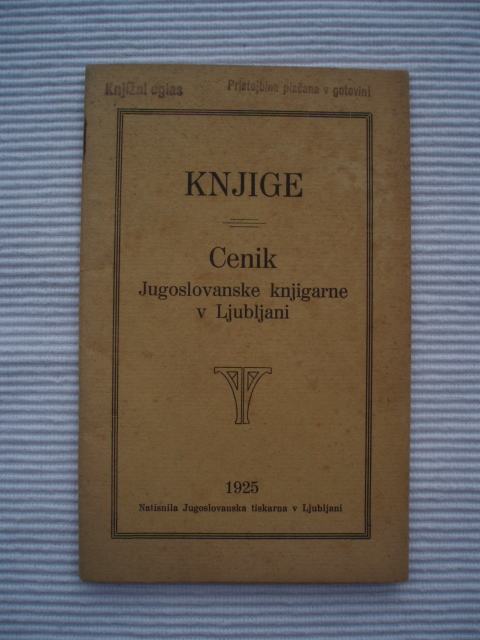 Knjižni oglas
Pristojbina plačana v gotovini
KNJIGE
Cenik
Jugoslovanske knjigarne
v Ljubljani
1925
Natisnila Jugoslovanska tiskarna v Ljubljani